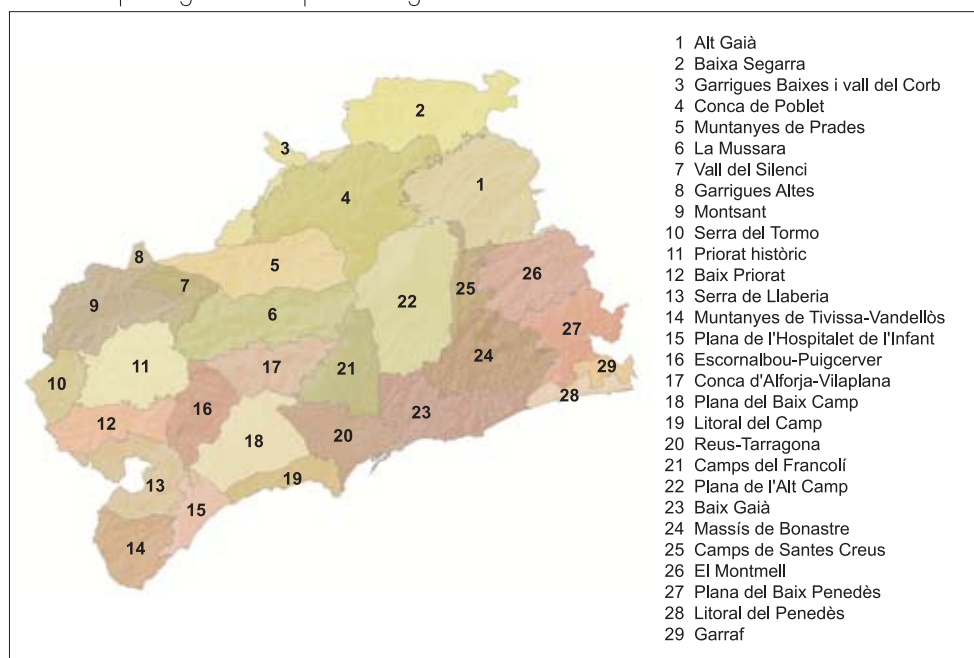 1 Alt Gaià
2 Baixa Segarra
3 Garrigues Baixes i vall del Corb
4 Conca de Poblet
5 Muntanyes de Prades
6 La Mussara
7 Vall del Silenci
8 Garrigues Altes
9 Montsant
10 Serra del Tormo
11 Priorat històric
12 Baix Priorat
13 Serra de Llaberia
14 Muntanyes de Tivissa-Vandellòs
15 Plana de l'Hospitalet de l'Infant
16 Escornalbou-Puigcerver
17 Conca d'Alforja-Vilaplana
18 Plana del Baix Camp
19 Litoral del Camp
20 Reus-Tarragona
21 Camps del Francolí
22 Plana de l'Alt Camp
23 Baix Gaià
24 Massís de Bonastre
25 Camps de Santes Creus
26 El Montmell
27 Plana del Baix Penedès
28 Litoral del Penedès
29 Garraf
2
3
1
4
8
5
26
7
25
9
22
6
27
11
24
17
29
10
21
28
16
23
12
18
20
13
19
15
14